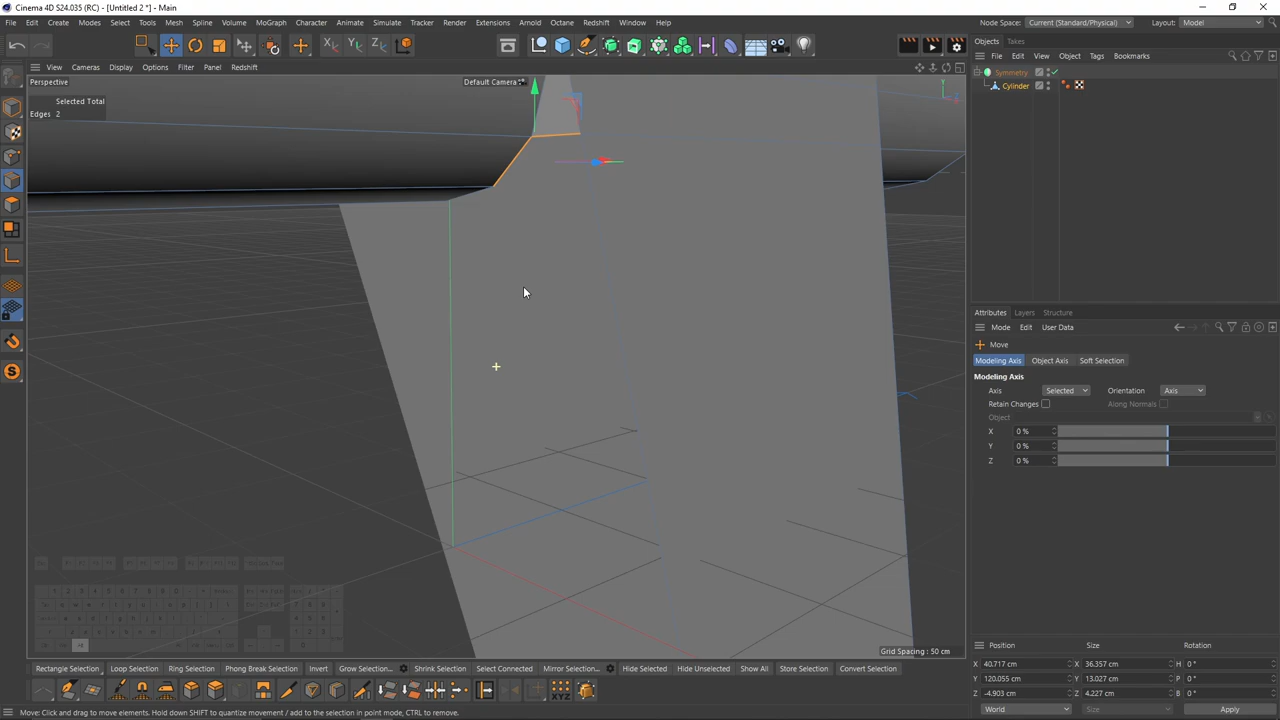 Cinema 4D S24.035 (RC) - [Untitled 2 *] - Main
File Edit Create Modes Select Tools Mesh Spline Volume MoGraph Character Animate Simulate Tracker Render Extensions Arnold Octane Redshift Window Help
Node Space: Current (Standard/Physical) Layout: Model
Objects Takes
File Edit View Object Tags Bookmarks
View Cameras Display Options Filter Panel Redshift
Symmetry
Cylinder
Perspective
Default Camera
Selected Total
Edges 2
Y
Grid Spacing : 50 cm
Attributes Layers Structure
Mode Edit User Data
Move
Modeling Axis Object Axis Soft Selection
Modeling Axis
Axis Selected Orientation Axis
Retain Changes Along Normals
Object
X 0 %
Y 0 %
Z 0 %
Rectangle Selection Loop Selection Ring Selection Phong Break Selection Invert Grow Selection... Shrink Selection Select Connected Mirror Selection... Hide Selected Hide Unselected Show All Store Selection Convert Selection
Position Size Rotation
X 40.717 cm X 36.357 cm H 0 °
Y 120.055 cm Y 13.027 cm P 0 °
Z -4.903 cm Z 4.227 cm B 0 °
World Size Apply
Move: Click and drag to move elements. Hold down SHIFT to quantize movement / add to the selection in point mode, CTRL to remove.